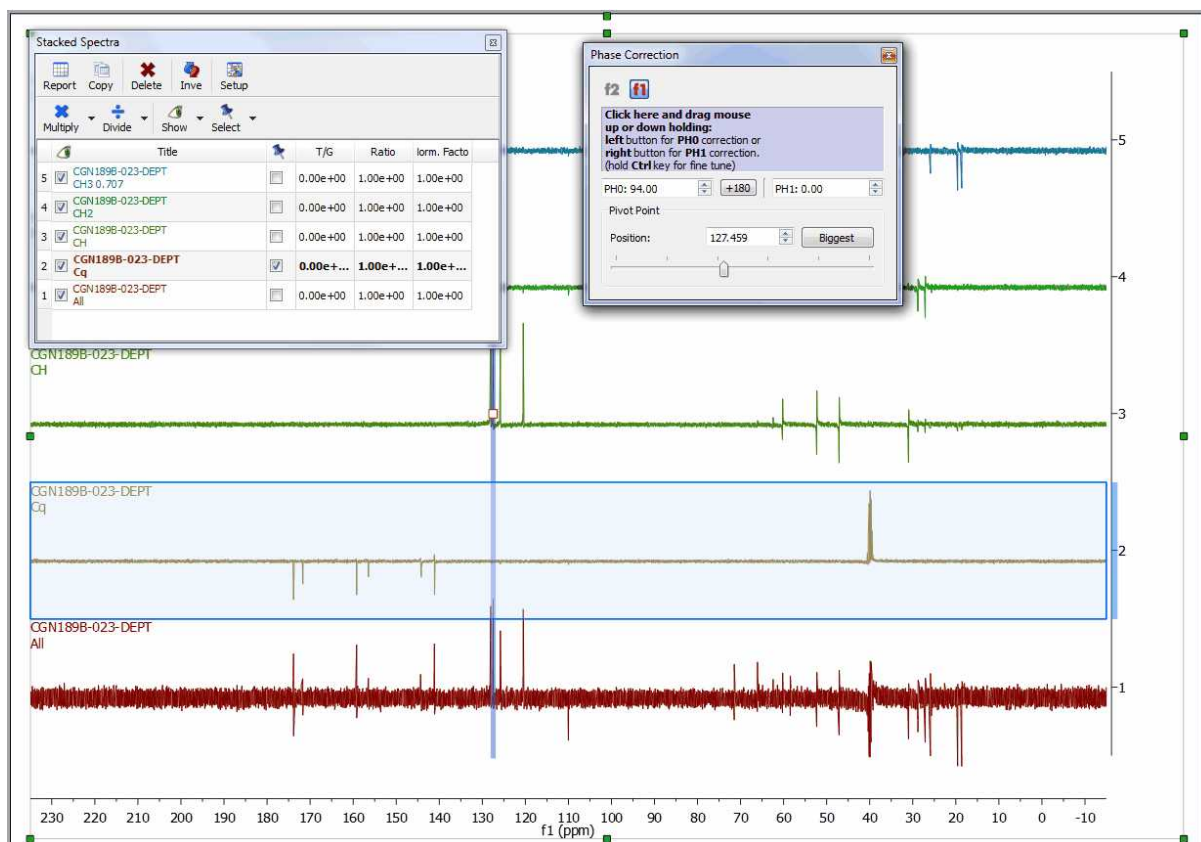 Stacked Spectra
Report Copy Delete Inve Setup
Multiply Divide Show Select
Title T/G Ratio lorm. Facto
5 CGN189B-023-DEPT
CH3 0.707 0.00e+00 1.00e+00 1.00e+00
4 CGN189B-023-DEPT
CH2 0.00e+00 1.00e+00 1.00e+00
3 CGN189B-023-DEPT
CH 0.00e+00 1.00e+00 1.00e+00
2 CGN189B-023-DEPT
Cq 0.00e+... 1.00e+... 1.00e+...
1 CGN189B-023-DEPT
All 0.00e+00 1.00e+00 1.00e+00
Phase Correction
f2 f1
Click here and drag mouse
up or down holding:
left button for PH0 correction or
right button for PH1 correction.
(hold Ctrl key for fine tune)
PH0: 94.00 +180 PH1: 0.00
Pivot Point
Position: 127.459 Biggest
5
4
CGN189B-023-DEPT
CH
3
CGN189B-023-DEPT
Cq
2
CGN189B-023-DEPT
All
1
230 220 210 200 190 180 170 160 150 140 130 120 110 100 90 80 70 60 50 40 30 20 10 0 -10
f1 (ppm)